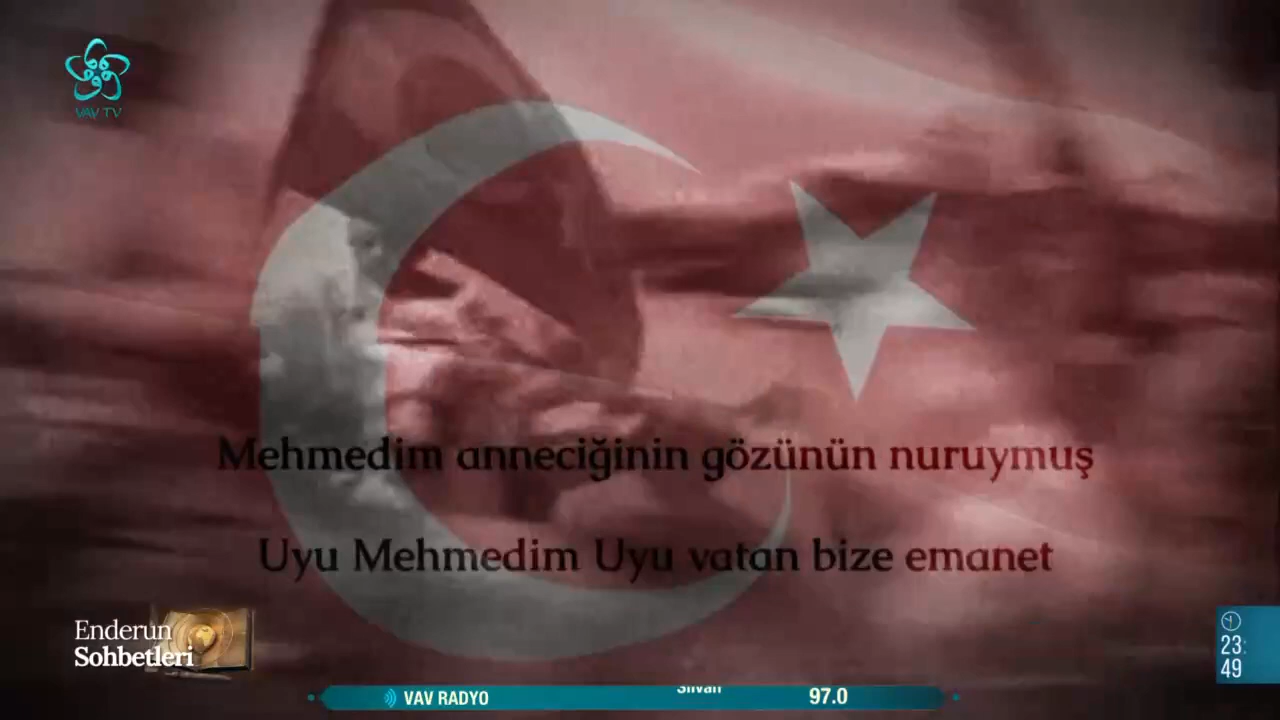 VAV TV
Mehmedim anneciğinin gözünün nuruymuş
Uyu Mehmedim Uyu vatan bize emanet
Enderun
Sohbetleri
23:
49
VAV RADYO
Silvan
97.0